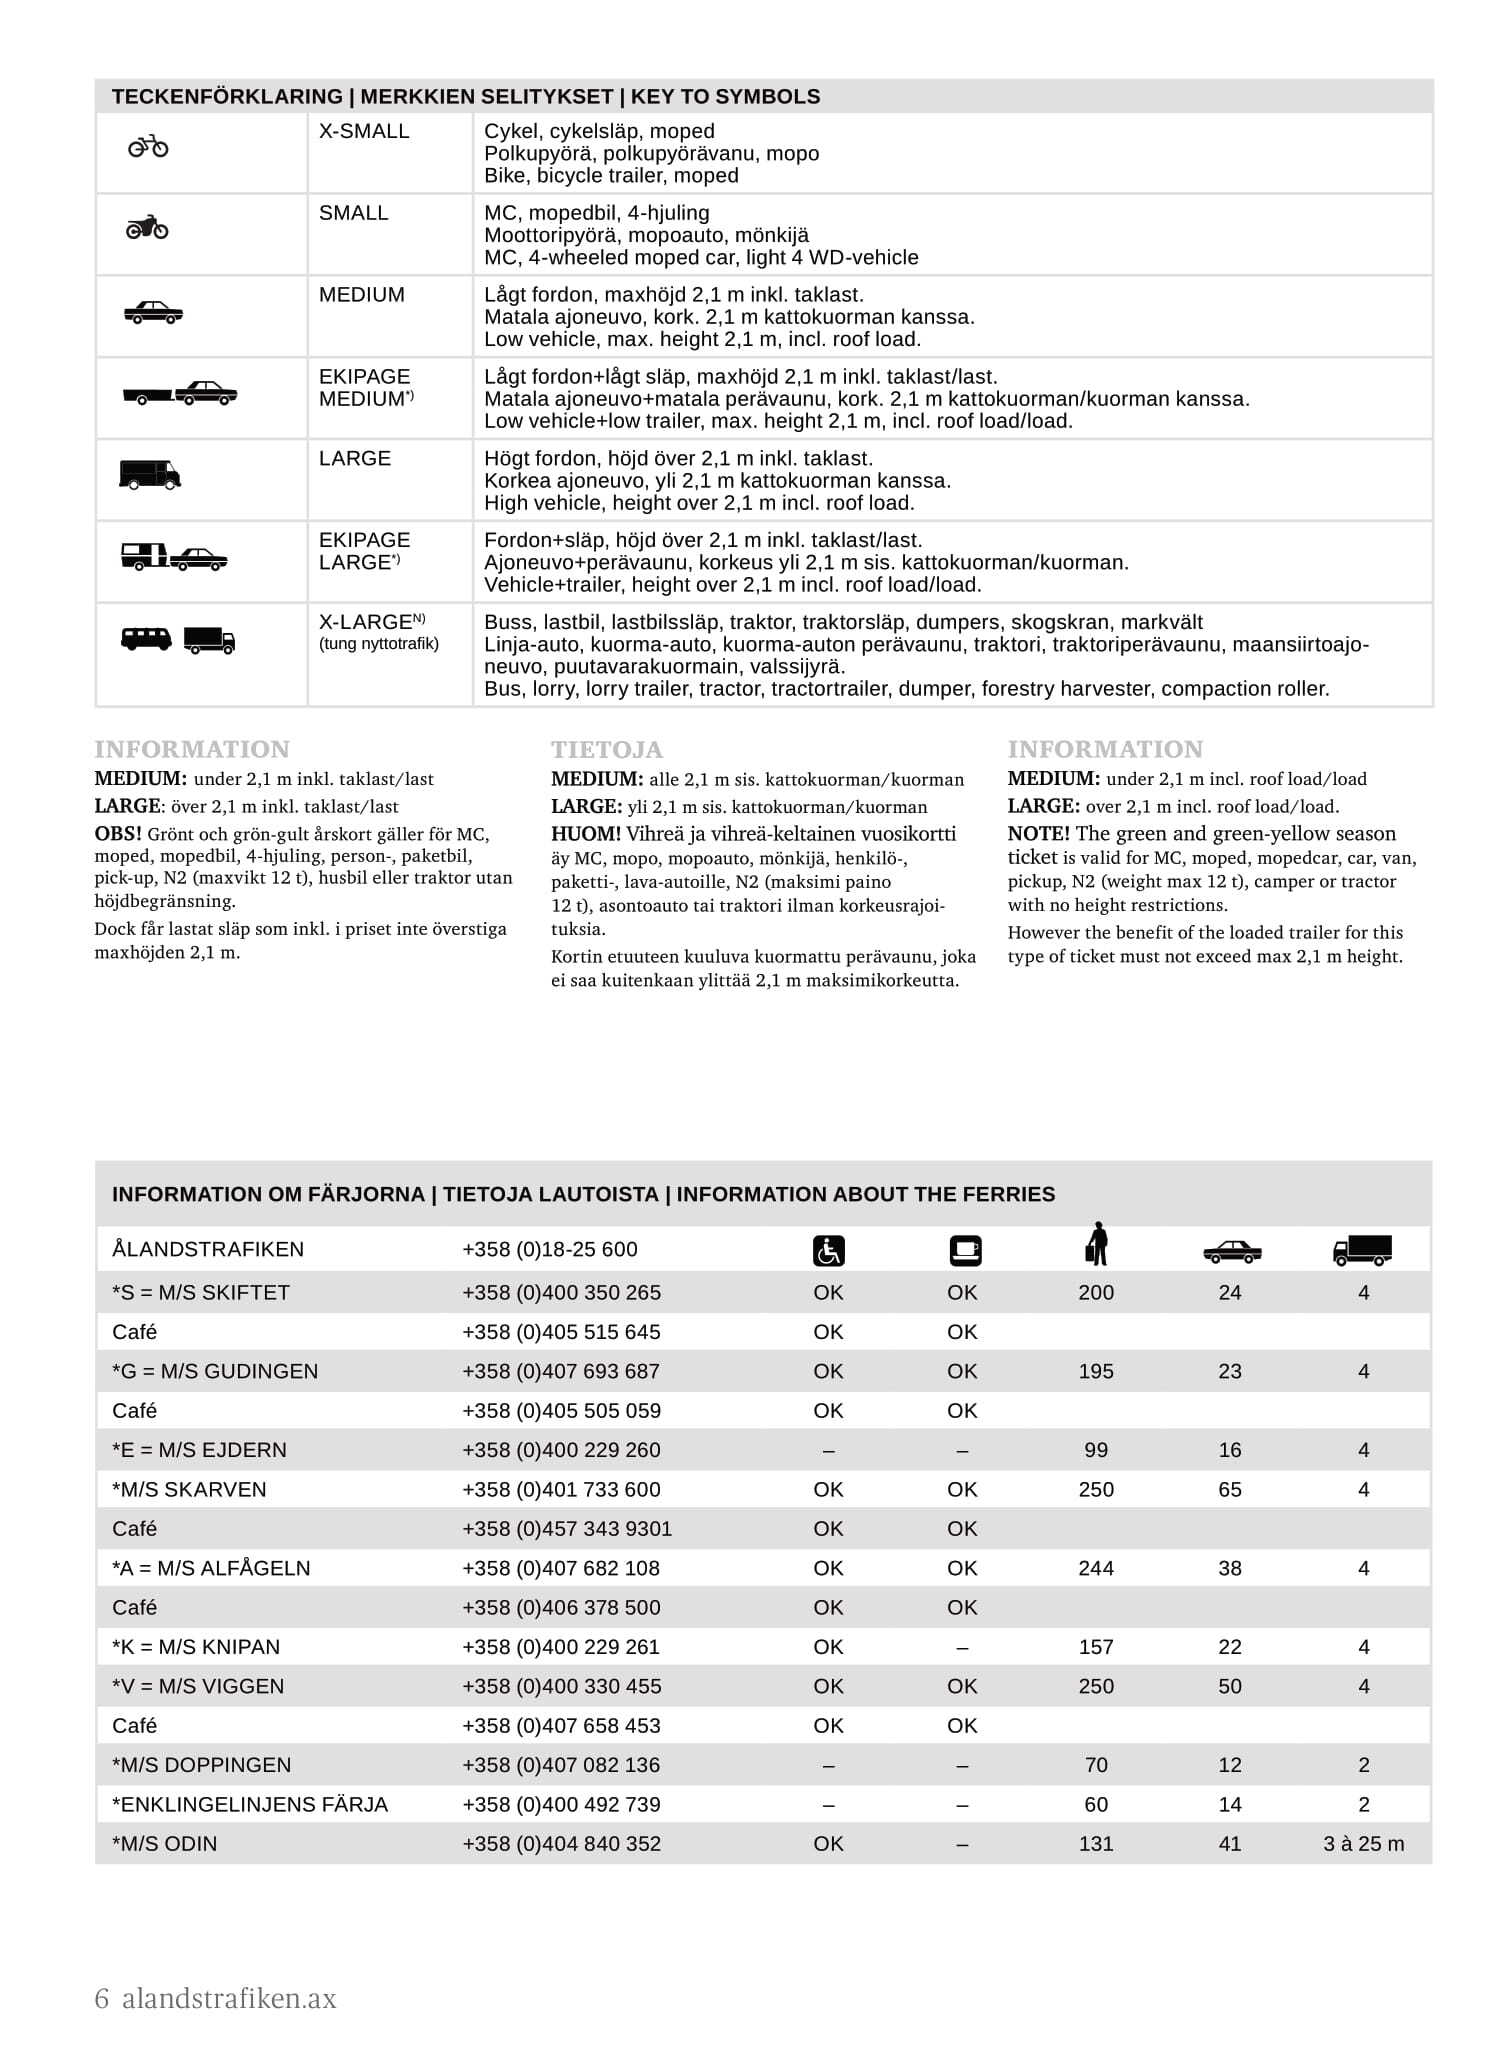 TECKENFÖRKLARING | MERKKIEN SELITYKSET | KEY TO SYMBOLS
X-SMALL
Cykel, cykelsläp, moped
Polkupyörä, polkupyörävanu, mopo
Bike, bicycle trailer, moped
SMALL
MC, mopedbil, 4-hjuling
Moottoripyörä, mopoauto, mönkijä
MC, 4-wheeled moped car, light 4 WD-vehicle
MEDIUM
Lågt fordon, maxhöjd 2,1 m inkl. taklast.
Matala ajoneuvo, kork. 2,1 m kattokuorman kanssa.
Low vehicle, max. height 2,1 m, incl. roof load.
EKIPAGE
MEDIUM*)
Lågt fordon+lågt släp, maxhöjd 2,1 m inkl. taklast/last.
Matala ajoneuvo+matala perävaunu, kork. 2,1 m kattokuorman/kuorman kanssa.
Low vehicle+low trailer, max. height 2,1 m, incl. roof load/load.
LARGE
Högt fordon, höjd över 2,1 m inkl. taklast.
Korkea ajoneuvo, yli 2,1 m kattokuorman kanssa.
High vehicle, height over 2,1 m incl. roof load.
EKIPAGE
LARGE*)
Fordon+släp, höjd över 2,1 m inkl. taklast/last.
Ajoneuvo+perävaunu, korkeus yli 2,1 m sis. kattokuorman/kuorman.
Vehicle+trailer, height over 2,1 m incl. roof load/load.
X-LARGEN)
(tung nyttotrafik)
Buss, lastbil, lastbilssläp, traktor, traktorsläp, dumpers, skogskran, markvält
Linja-auto, kuorma-auto, kuorma-auton perävaunu, traktori, traktoriperävaunu, maansiirtoajo-
neuvo, puutavarakuormain, valssijyrä.
Bus, lorry, lorry trailer, tractor, tractortrailer, dumper, forestry harvester, compaction roller.
INFORMATION
MEDIUM: under 2,1 m inkl. taklast/last
LARGE: över 2,1 m inkl. taklast/last
OBS! Grönt och grön-gult årskort gäller för MC,
moped, mopedbil, 4-hjuling, person-, paketbil,
pick-up, N2 (maxvikt 12 t), husbil eller traktor utan
höjdbegränsning.
Dock får lastat släp som inkl. i priset inte överstiga
maxhöjden 2,1 m.
TIETOJA
MEDIUM: alle 2,1 m sis. kattokuorman/kuorman
LARGE: yli 2,1 m sis. kattokuorman/kuorman
HUOM! Vihreä ja vihreä-keltainen vuosikortti
äy MC, mopo, mopoauto, mönkijä, henkilö-,
paketti-, lava-autoille, N2 (maksimi paino
12 t), asontoauto tai traktori ilman korkeusrajoi-
tuksia.
Kortin etuuteen kuuluva kuormattu perävaunu, joka
ei saa kuitenkaan ylittää 2,1 m maksimikorkeutta.
INFORMATION
MEDIUM: under 2,1 m incl. roof load/load
LARGE: over 2,1 m incl. roof load/load.
NOTE! The green and green-yellow season
ticket is valid for MC, moped, mopedcar, car, van,
pickup, N2 (weight max 12 t), camper or tractor
with no height restrictions.
However the benefit of the loaded trailer for this
type of ticket must not exceed max 2,1 m height.
INFORMATION OM FÄRJORNA | TIETOJA LAUTOISTA | INFORMATION ABOUT THE FERRIES
ÅLANDSTRAFIKEN +358 (0)18-25 600
*S = M/S SKIFTET +358 (0)400 350 265 OK OK 200 24 4
Café +358 (0)405 515 645 OK OK
*G = M/S GUDINGEN +358 (0)407 693 687 OK OK 195 23 4
Café +358 (0)405 505 059 OK OK
*E = M/S EJDERN +358 (0)400 229 260 – – 99 16 4
*M/S SKARVEN +358 (0)401 733 600 OK OK 250 65 4
Café +358 (0)457 343 9301 OK OK
*A = M/S ALFÅGELN +358 (0)407 682 108 OK OK 244 38 4
Café +358 (0)406 378 500 OK OK
*K = M/S KNIPAN +358 (0)400 229 261 OK – 157 22 4
*V = M/S VIGGEN +358 (0)400 330 455 OK OK 250 50 4
Café +358 (0)407 658 453 OK OK
*M/S DOPPINGEN +358 (0)407 082 136 – – 70 12 2
*ENKLINGELINJENS FÄRJA +358 (0)400 492 739 – – 60 14 2
*M/S ODIN +358 (0)404 840 352 OK – 131 41 3 à 25 m
6 alandstrafiken.ax